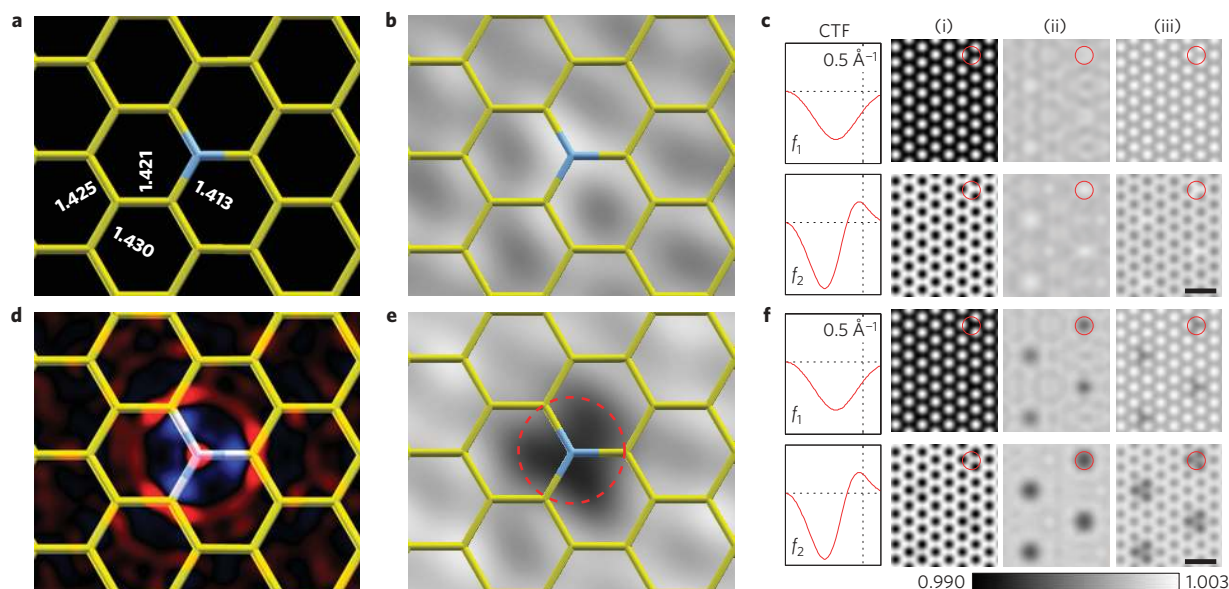 a
1.421
1.425
1.413
1.430
b
c
CTF
(i)
(ii)
(iii)
0.5 Å⁻¹
f₁
f₂
d
e
f
0.5 Å⁻¹
f₁
f₂
0.990
1.003